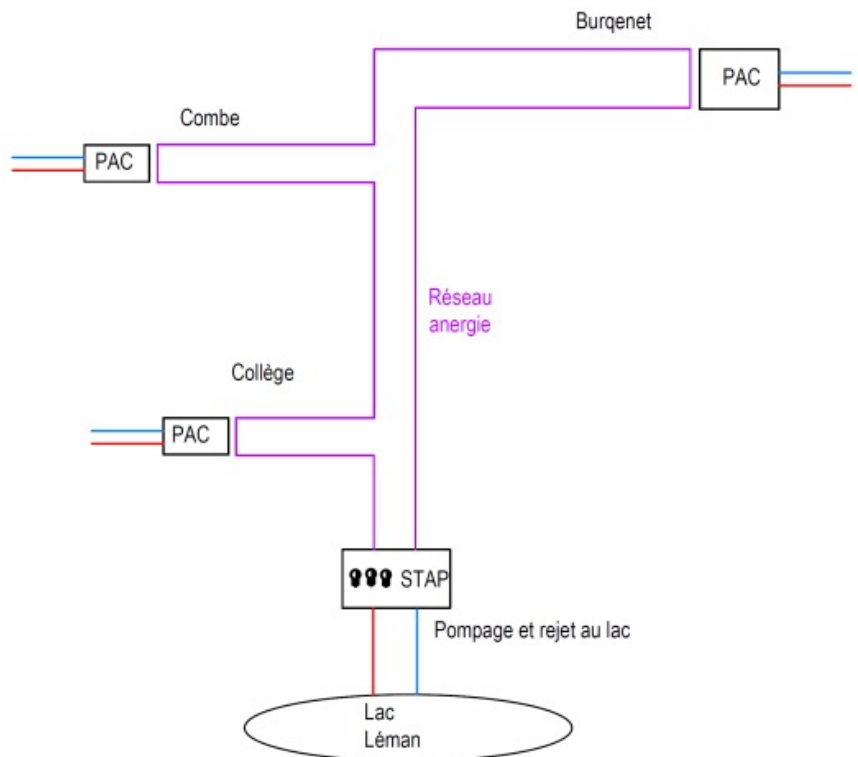 Burqenet
PAC
Combe
PAC
Réseau
anergie
Collège
PAC
STAP
Pompage et rejet au lac
Lac
Léman